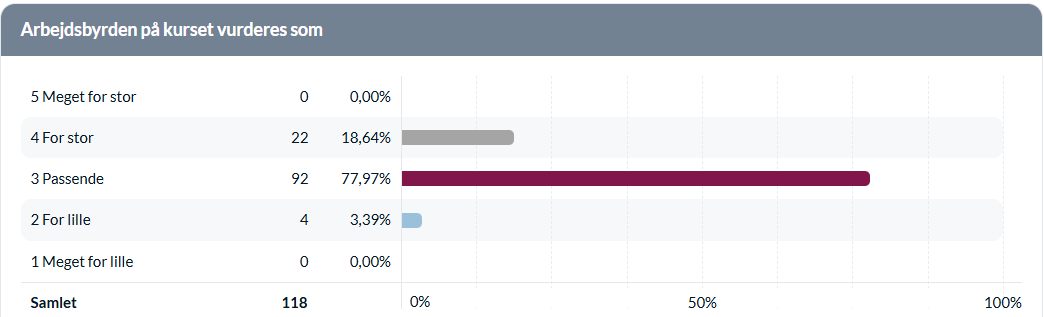 Arbejdsbyrden på kurset vurderes som
5 Meget for stor 0 0,00%
4 For stor 22 18,64%
3 Passende 92 77,97%
2 For lille 4 3,39%
1 Meget for lille 0 0,00%
Samlet 118 0% 50% 100%